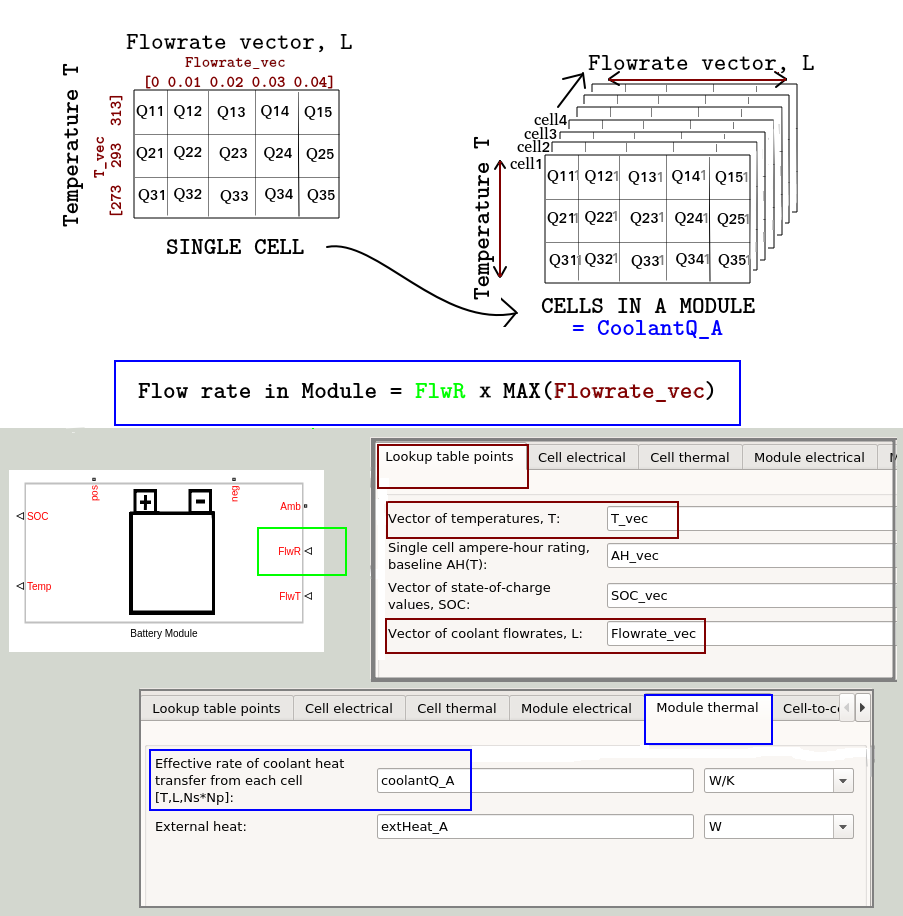 Flowrate vector, L
Flowrate_vec
[0 0.01 0.02 0.03 0.04]
Temperature T
T_vec
[273 293 313]
Q11 Q12 Q13 Q14 Q15
Q21 Q22 Q23 Q24 Q25
Q31 Q32 Q33 Q34 Q35
SINGLE CELL
Flowrate vector, L
cell4
cell3
cell2
cell1
Temperature T
Q111 Q121 Q131 Q141 Q151
Q211 Q221 Q231 Q241 Q251
Q311 Q321 Q331 Q341 Q351
CELLS IN A MODULE
= CoolantQ_A
Flow rate in Module = FlwR x MAX(Flowrate_vec)
pos
neg
+ -
SOC
Temp
Amb
FlwR
FlwT
Battery Module
Lookup table points Cell electrical Cell thermal Module electrical
Vector of temperatures, T: T_vec
Single cell ampere-hour rating,
baseline AH(T): AH_vec
Vector of state-of-charge
values, SOC: SOC_vec
Vector of coolant flowrates, L: Flowrate_vec
Lookup table points Cell electrical Cell thermal Module electrical Module thermal Cell-to-c
Effective rate of coolant heat
transfer from each cell
[T,L,Ns*Np]: coolantQ_A W/K
External heat: extHeat_A W